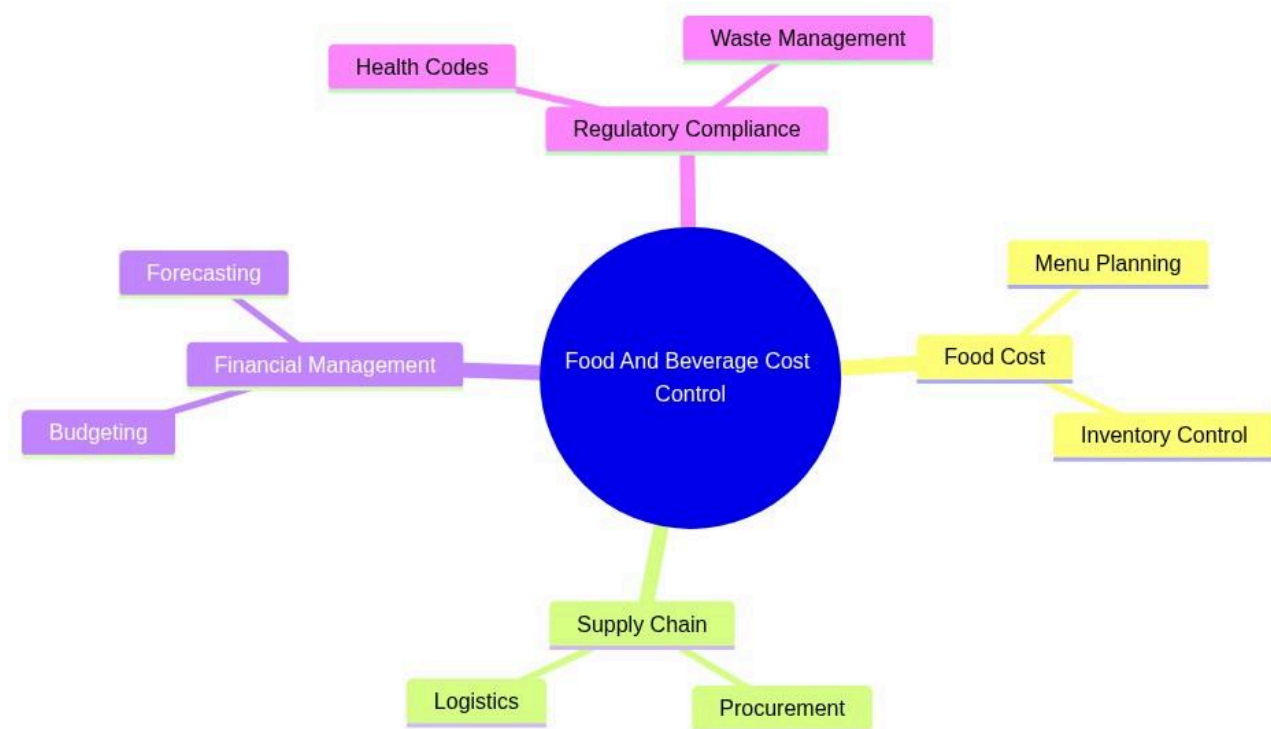 Waste Management
Health Codes
Regulatory Compliance
Forecasting
Menu Planning
Financial Management
Food And Beverage Cost
Control
Food Cost
Budgeting
Inventory Control
Supply Chain
Logistics
Procurement